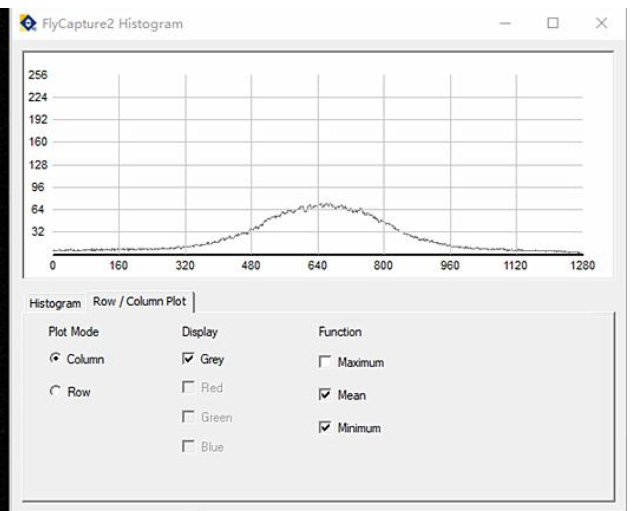 FlyCapture2 Histogram
256
224
192
160
128
96
64
32
0 160 320 480 640 800 960 1120 1280
Histogram Row / Column Plot
Plot Mode Display Function
Column Grey Maximum
Row Red Mean
Green Minimum
Blue